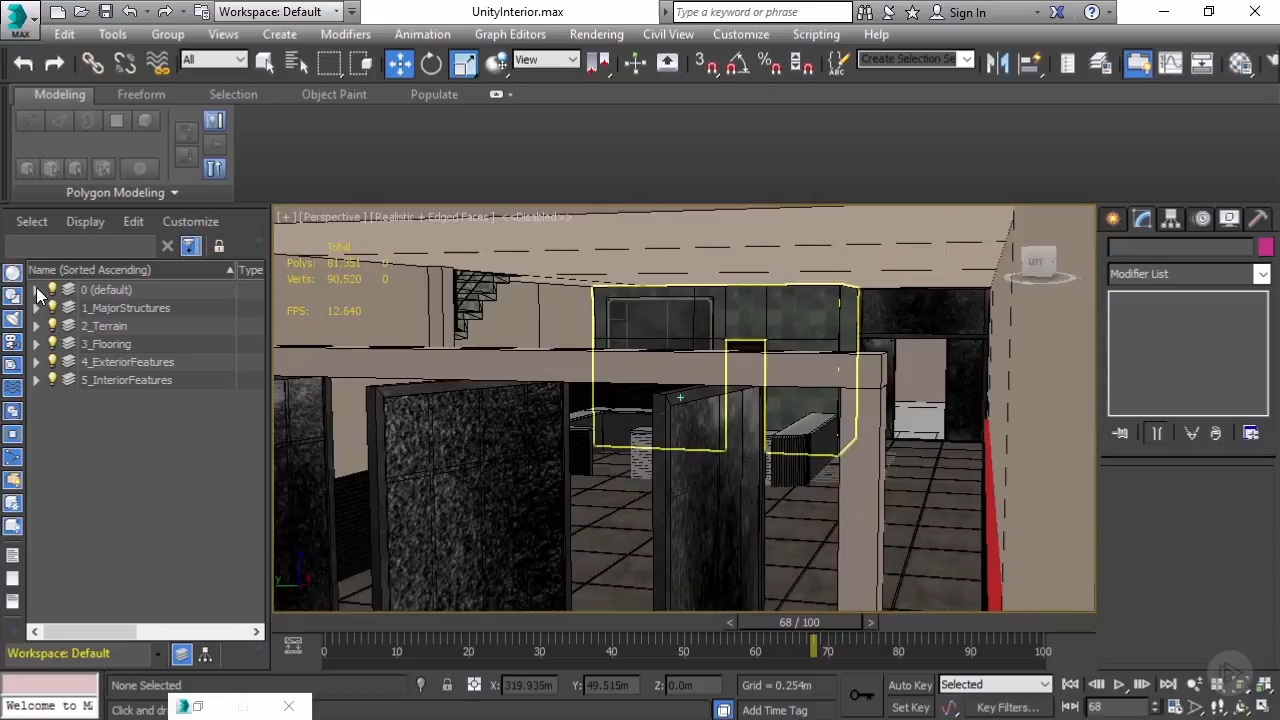 MAX
Workspace: Default
UnityInterior.max
Type a keyword or phrase
Sign In
Edit Tools Group Views Create Modifiers Animation Graph Editors Rendering Civil View Customize Scripting Help
All
View
3
ABC
Create Selection Se
Modeling Freeform Selection Object Paint Populate
Polygon Modeling
Select Display Edit Customize
Name (Sorted Ascending) Type
0 (default)
1_MajorStructures
2_Terrain
3_Flooring
4_ExteriorFeatures
5_InteriorFeatures
[+][Perspective][Realistic + Edged Faces] <<Disabled>>
Total
Polys: 81,351 0
Verts: 90,520 0
FPS: 12.640
LEFT
y
Modifier List
< 68 / 100 >
0 10 20 30 40 50 60 70 80 90 100
Workspace: Default
None Selected
X: 319.935m Y: 49.515m Z: 0.0m
Grid = 0.254m
Auto Key Selected
Welcome to M
Click and d
Add Time Tag
Set Key Key Filters...
68